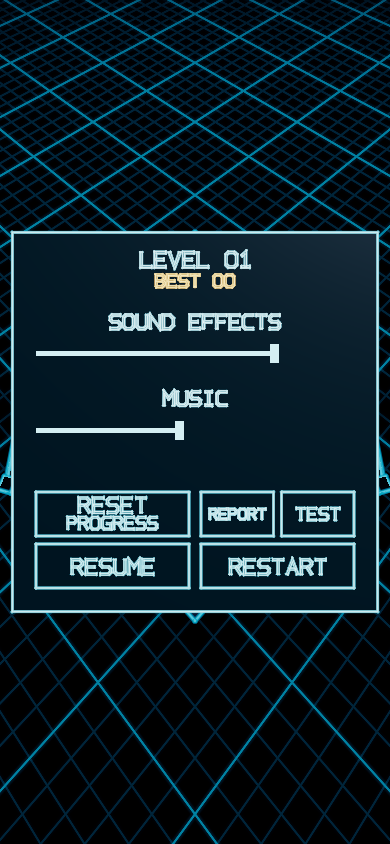 LEVEL 01
BEST 00
SOUND EFFECTS
MUSIC
RESET
PROGRESS
REPORT
TEST
RESUME
RESTART